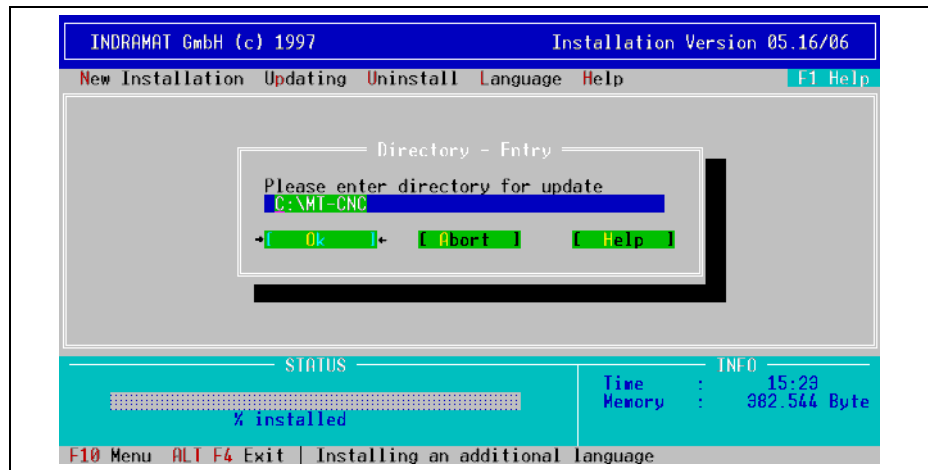 INDRAMAT GmbH (c) 1997 Installation Version 05.16/06
New Installation Updating Uninstall Language Help F1 Help
Directory - Entry
Please enter directory for update
C:\MT-CNC
[ Ok ] [ Abort ] [ Help ]
STATUS INFO
Time : 15:29
Memory : 382.544 Byte
% installed
F10 Menu ALT F4 Exit | Installing an additional language